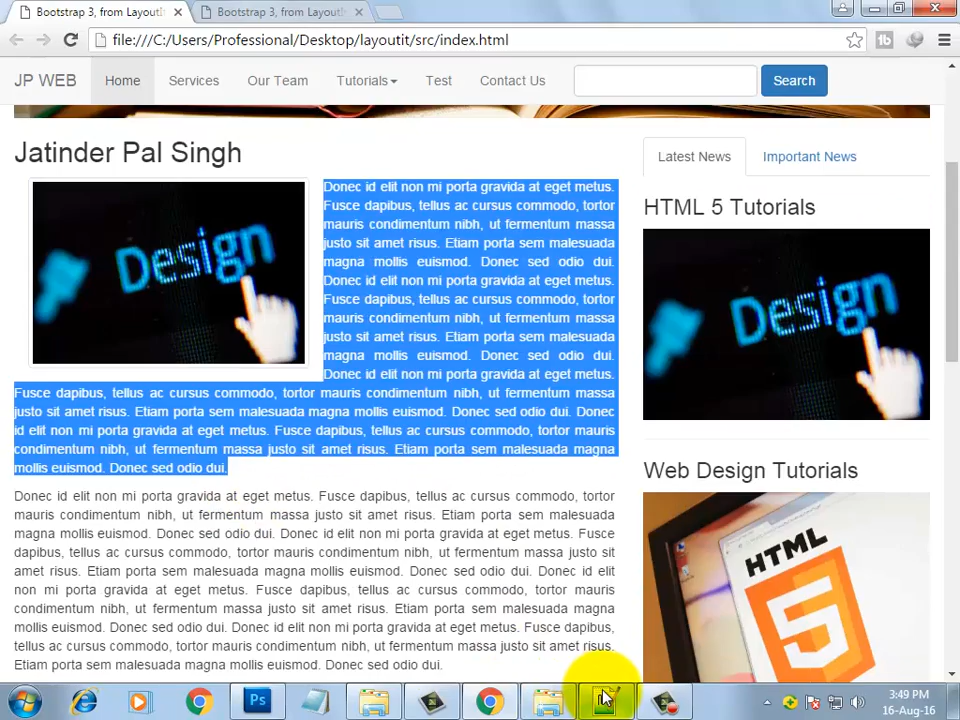 Bootstrap 3, from LayoutIt
Bootstrap 3, from LayoutIt
file:///C:/Users/Professional/Desktop/layoutit/src/index.html
JP WEB
Home
Services
Our Team
Tutorials
Test
Contact Us
Search
Jatinder Pal Singh
Latest News
Important News
Design
Donec id elit non mi porta gravida at eget metus.
Fusce dapibus, tellus ac cursus commodo, tortor
mauris condimentum nibh, ut fermentum massa
justo sit amet risus. Etiam porta sem malesuada
magna mollis euismod. Donec sed odio dui.
Donec id elit non mi porta gravida at eget metus.
Fusce dapibus, tellus ac cursus commodo, tortor
mauris condimentum nibh, ut fermentum massa
justo sit amet risus. Etiam porta sem malesuada
magna mollis euismod. Donec sed odio dui.
Donec id elit non mi porta gravida at eget metus.
Fusce dapibus, tellus ac cursus commodo, tortor mauris condimentum nibh, ut fermentum massa
justo sit amet risus. Etiam porta sem malesuada magna mollis euismod. Donec sed odio dui. Donec
id elit non mi porta gravida at eget metus. Fusce dapibus, tellus ac cursus commodo, tortor mauris
condimentum nibh, ut fermentum massa justo sit amet risus. Etiam porta sem malesuada magna
mollis euismod. Donec sed odio dui.
Donec id elit non mi porta gravida at eget metus. Fusce dapibus, tellus ac cursus commodo, tortor
mauris condimentum nibh, ut fermentum massa justo sit amet risus. Etiam porta sem malesuada
magna mollis euismod. Donec sed odio dui. Donec id elit non mi porta gravida at eget metus. Fusce
dapibus, tellus ac cursus commodo, tortor mauris condimentum nibh, ut fermentum massa justo sit
amet risus. Etiam porta sem malesuada magna mollis euismod. Donec sed odio dui. Donec id elit
non mi porta gravida at eget metus. Fusce dapibus, tellus ac cursus commodo, tortor mauris
condimentum nibh, ut fermentum massa justo sit amet risus. Etiam porta sem malesuada magna
mollis euismod. Donec sed odio dui. Donec id elit non mi porta gravida at eget metus. Fusce dapibus,
tellus ac cursus commodo, tortor mauris condimentum nibh, ut fermentum massa justo sit amet risus.
Etiam porta sem malesuada magna mollis euismod. Donec sed odio dui.
HTML 5 Tutorials
Design
Web Design Tutorials
HTML
5
Ps
3:49 PM
16-Aug-16